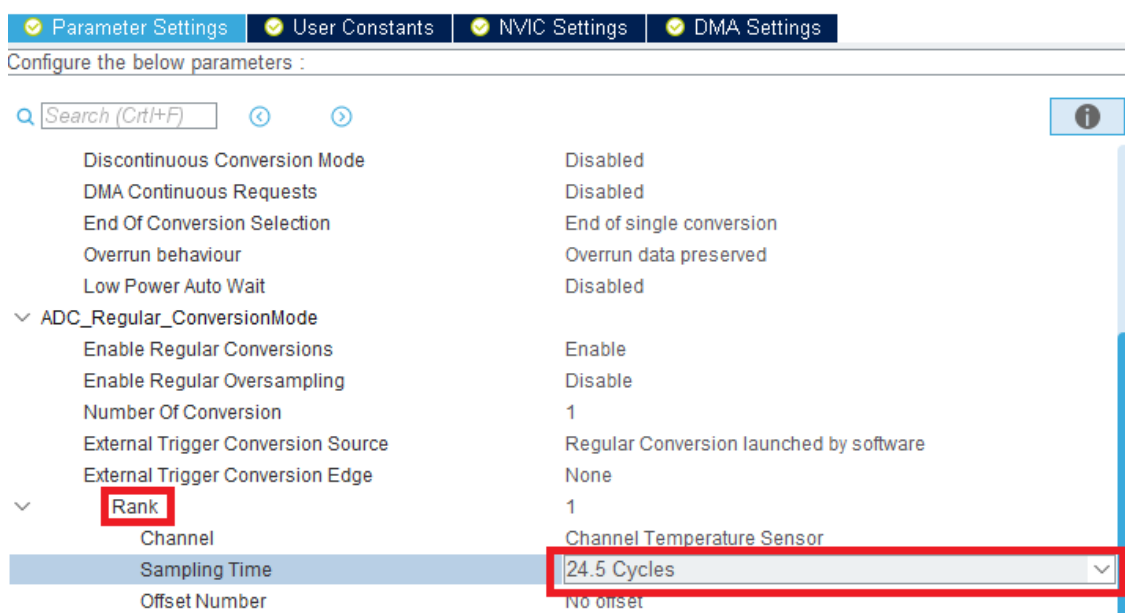 Parameter Settings User Constants NVIC Settings DMA Settings
Configure the below parameters :
Search (Crtl+F)
Discontinuous Conversion Mode Disabled
DMA Continuous Requests Disabled
End Of Conversion Selection End of single conversion
Overrun behaviour Overrun data preserved
Low Power Auto Wait Disabled
ADC_Regular_ConversionMode
Enable Regular Conversions Enable
Enable Regular Oversampling Disable
Number Of Conversion 1
External Trigger Conversion Source Regular Conversion launched by software
External Trigger Conversion Edge None
Rank 1
Channel Channel Temperature Sensor
Sampling Time 24.5 Cycles
Offset Number No offset